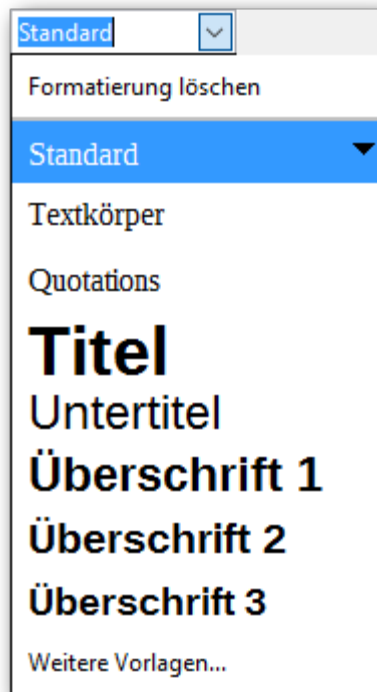 Standard
Formatierung löschen
Standard
Textkörper
Quotations
Titel
Untertitel
Überschrift 1
Überschrift 2
Überschrift 3
Weitere Vorlagen...